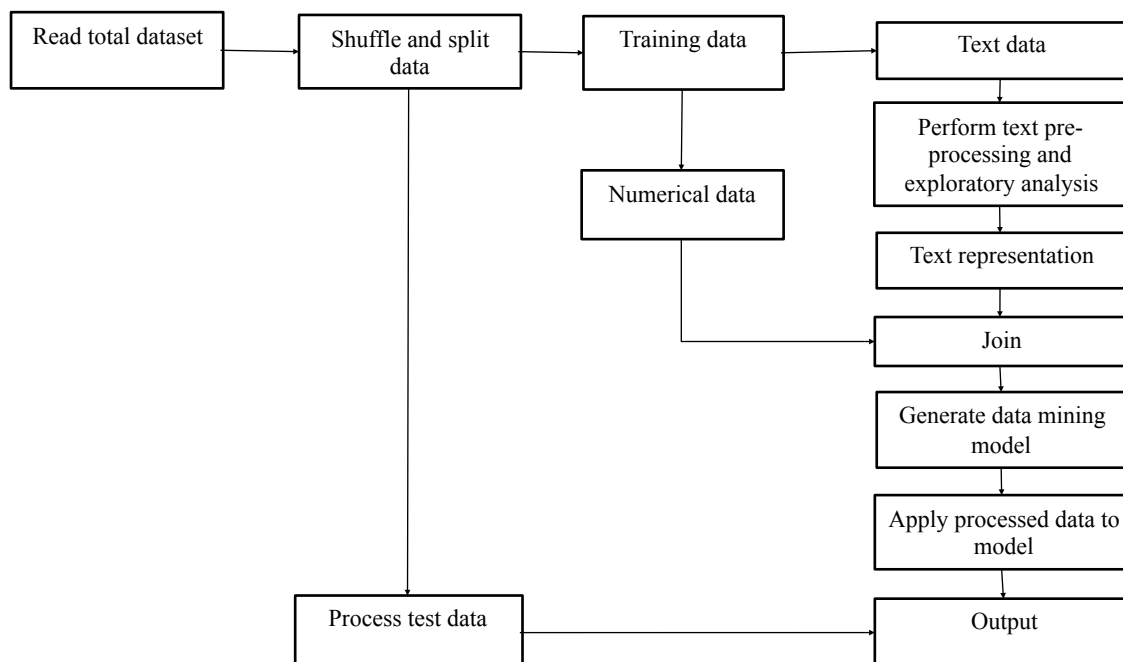 Read total dataset
Shuffle and split
data
Training data
Text data
Perform text pre-
processing and
exploratory analysis
Numerical data
Text representation
Join
Generate data mining
model
Apply processed data to
model
Process test data
Output